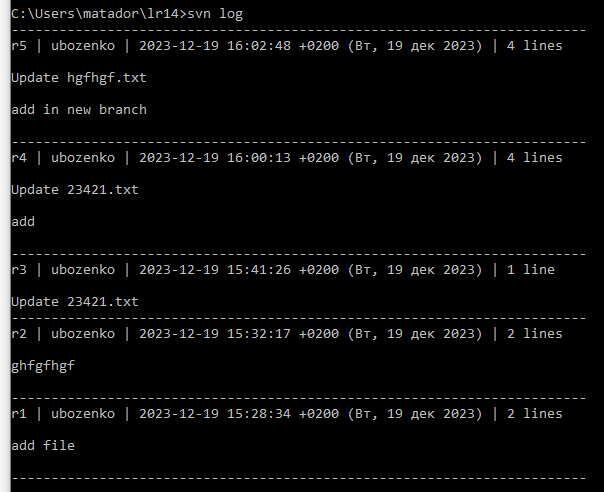 C:\Users\matador\lr14>svn log
------------------------------------------------------------------------
r5 | ubozenko | 2023-12-19 16:02:48 +0200 (Вт, 19 дек 2023) | 4 lines
Update hgfhgf.txt
add in new branch
------------------------------------------------------------------------
r4 | ubozenko | 2023-12-19 16:00:13 +0200 (Вт, 19 дек 2023) | 4 lines
Update 23421.txt
add
------------------------------------------------------------------------
r3 | ubozenko | 2023-12-19 15:41:26 +0200 (Вт, 19 дек 2023) | 1 line
Update 23421.txt
------------------------------------------------------------------------
r2 | ubozenko | 2023-12-19 15:32:17 +0200 (Вт, 19 дек 2023) | 2 lines
ghfgfhgf
------------------------------------------------------------------------
r1 | ubozenko | 2023-12-19 15:28:34 +0200 (Вт, 19 дек 2023) | 2 lines
add file
------------------------------------------------------------------------